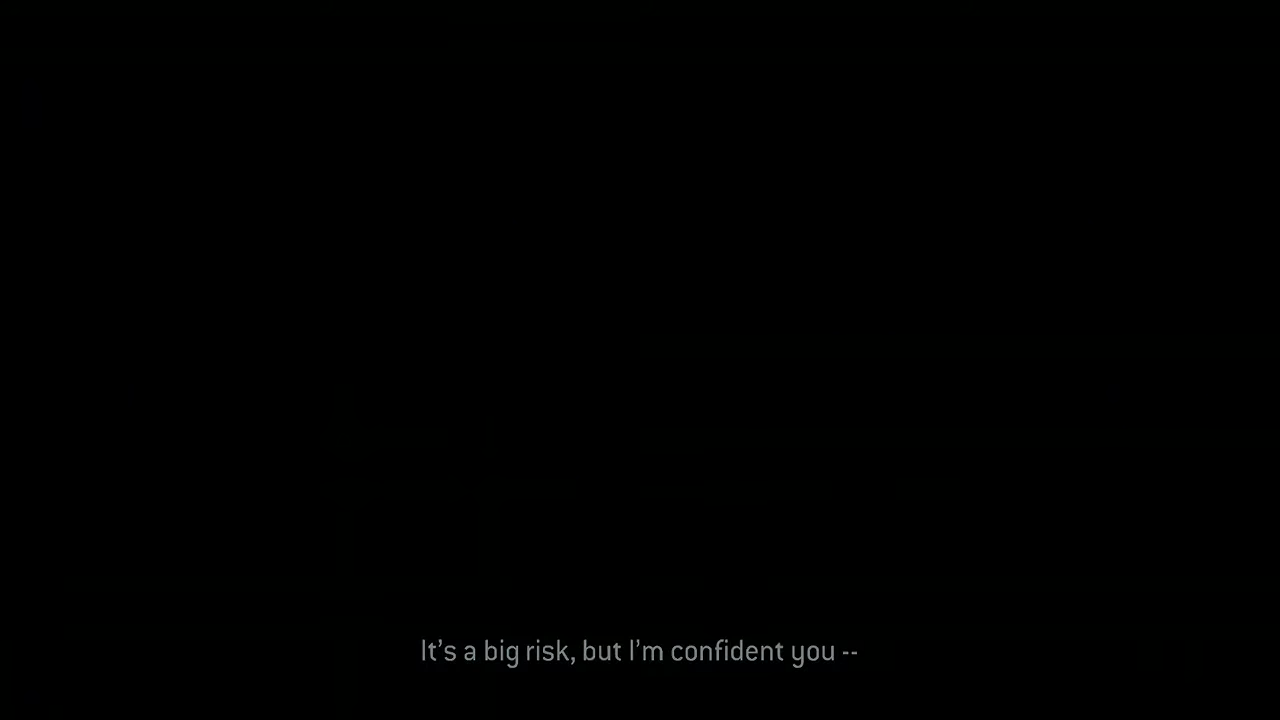 It’s a big risk, but I’m confident you --